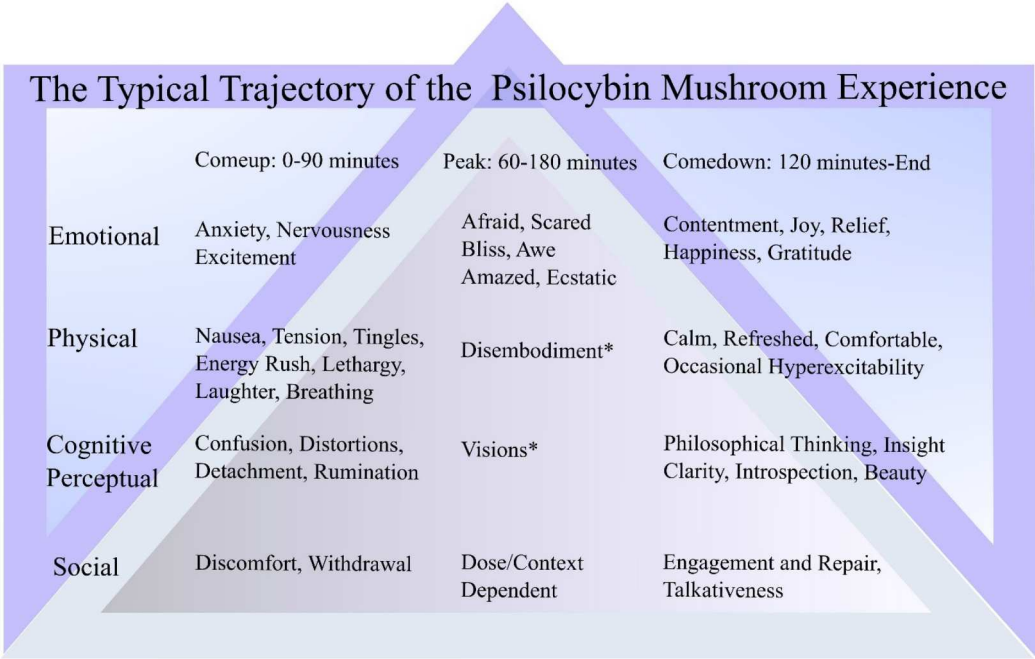 The Typical Trajectory of the Psilocybin Mushroom Experience
Comeup: 0-90 minutes Peak: 60-180 minutes Comedown: 120 minutes-End
Emotional
Anxiety, Nervousness
Excitement
Afraid, Scared
Bliss, Awe
Amazed, Ecstatic
Contentment, Joy, Relief,
Happiness, Gratitude
Physical
Nausea, Tension, Tingles,
Energy Rush, Lethargy,
Laughter, Breathing
Disembodiment*
Calm, Refreshed, Comfortable,
Occasional Hyperexcitability
Cognitive
Perceptual
Confusion, Distortions,
Detachment, Rumination
Visions*
Philosophical Thinking, Insight
Clarity, Introspection, Beauty
Social
Discomfort, Withdrawal
Dose/Context
Dependent
Engagement and Repair,
Talkativeness